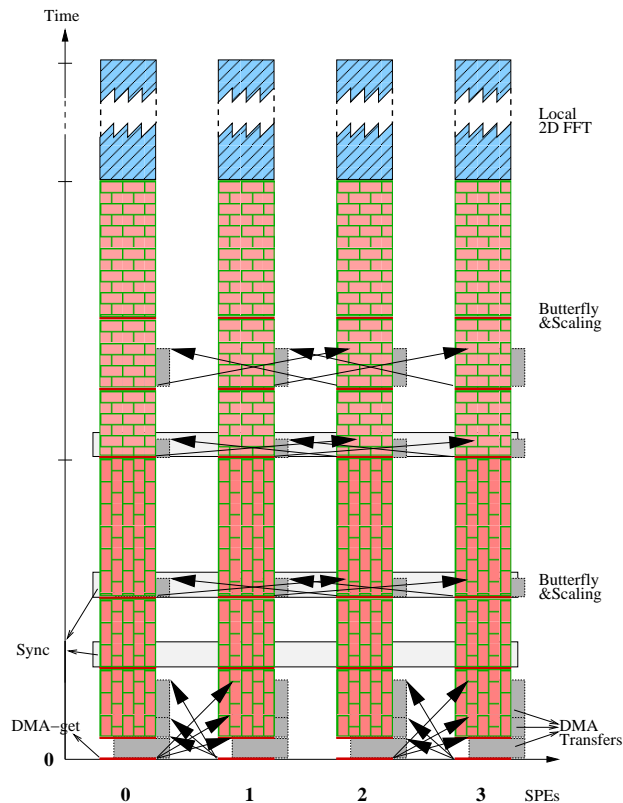 Time
Local
2D FFT
Butterfly
&Scaling
Butterfly
&Scaling
Sync
DMA-get
DMA
Transfers
0
0 1 2 3 SPEs